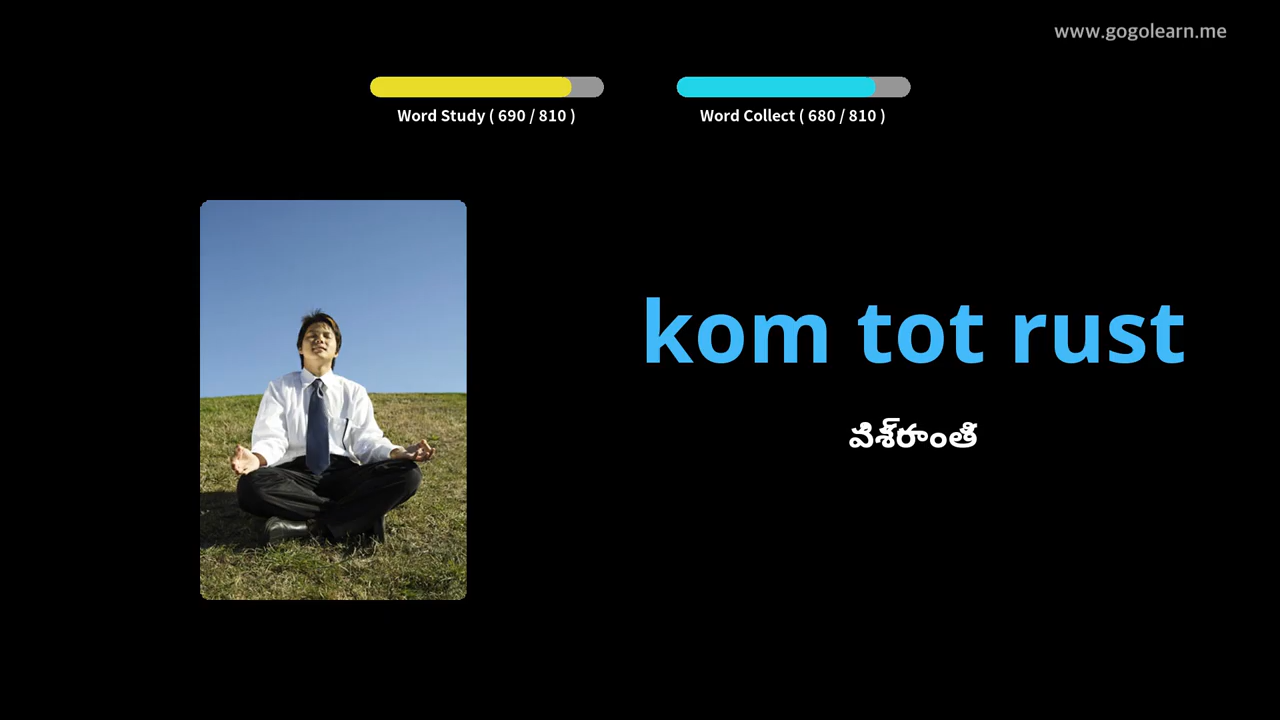 www.gogolearn.me
Word Study ( 690 / 810 )
Word Collect ( 680 / 810 )
kom tot rust
విశ్రాంతి